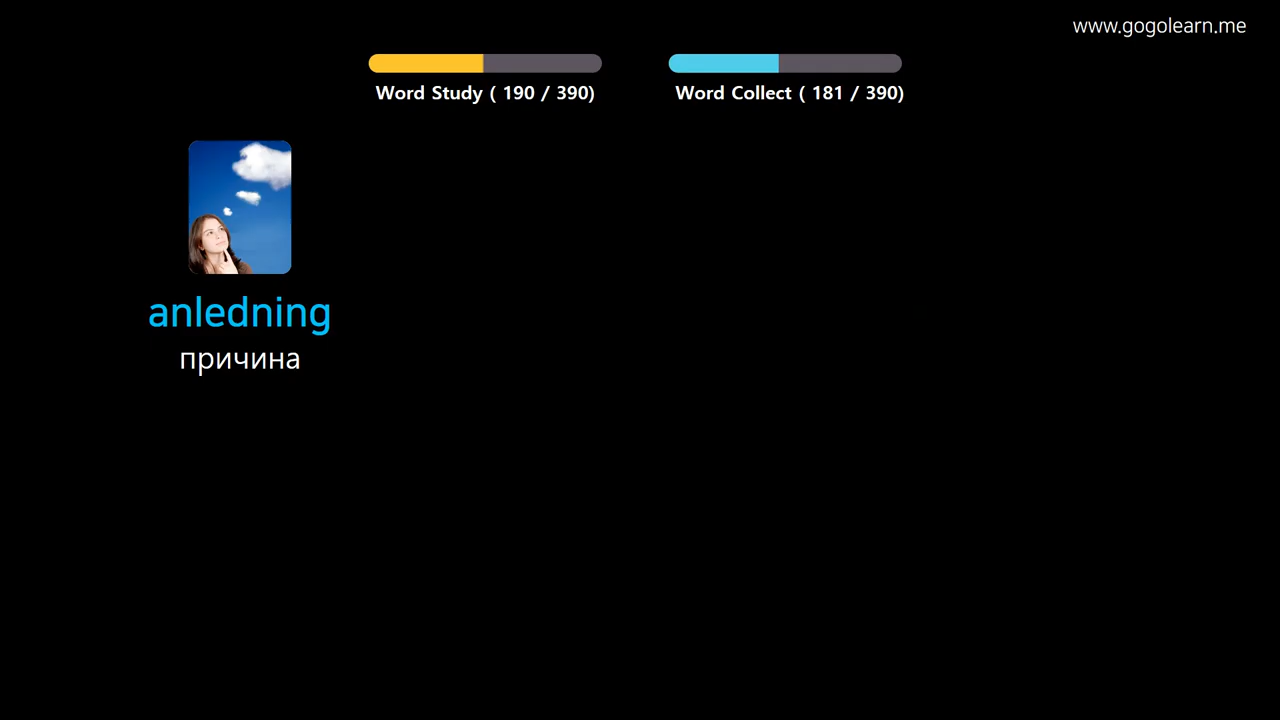 www.gogolearn.me
Word Study ( 190 / 390)
Word Collect ( 181 / 390)
anledning
причина